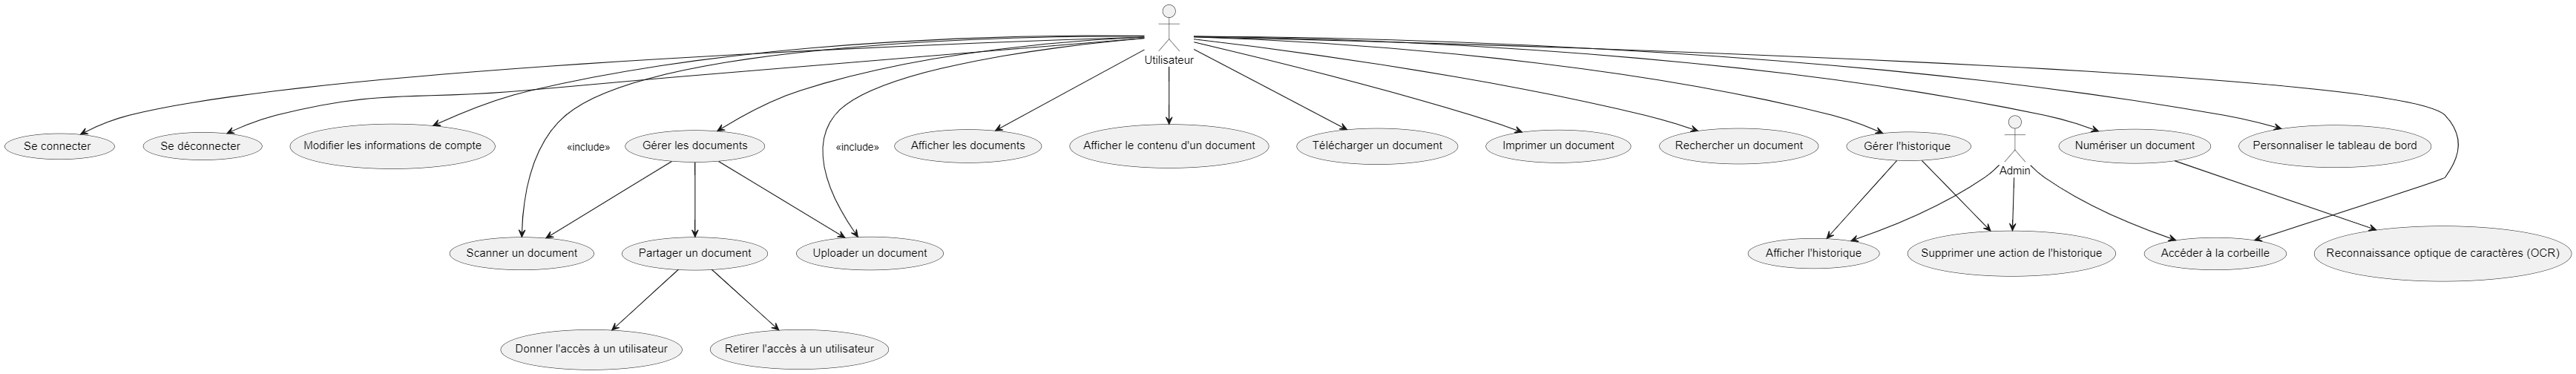 Utilisateur
Se connecter
Se déconnecter
Modifier les informations de compte
«include»
Gérer les documents
«include»
Afficher les documents
Afficher le contenu d'un document
Télécharger un document
Imprimer un document
Rechercher un document
Gérer l'historique
Admin
Numériser un document
Personnaliser le tableau de bord
Scanner un document
Partager un document
Uploader un document
Afficher l'historique
Supprimer une action de l'historique
Accéder à la corbeille
Reconnaissance optique de caractères (OCR)
Donner l'accès à un utilisateur
Retirer l'accès à un utilisateur